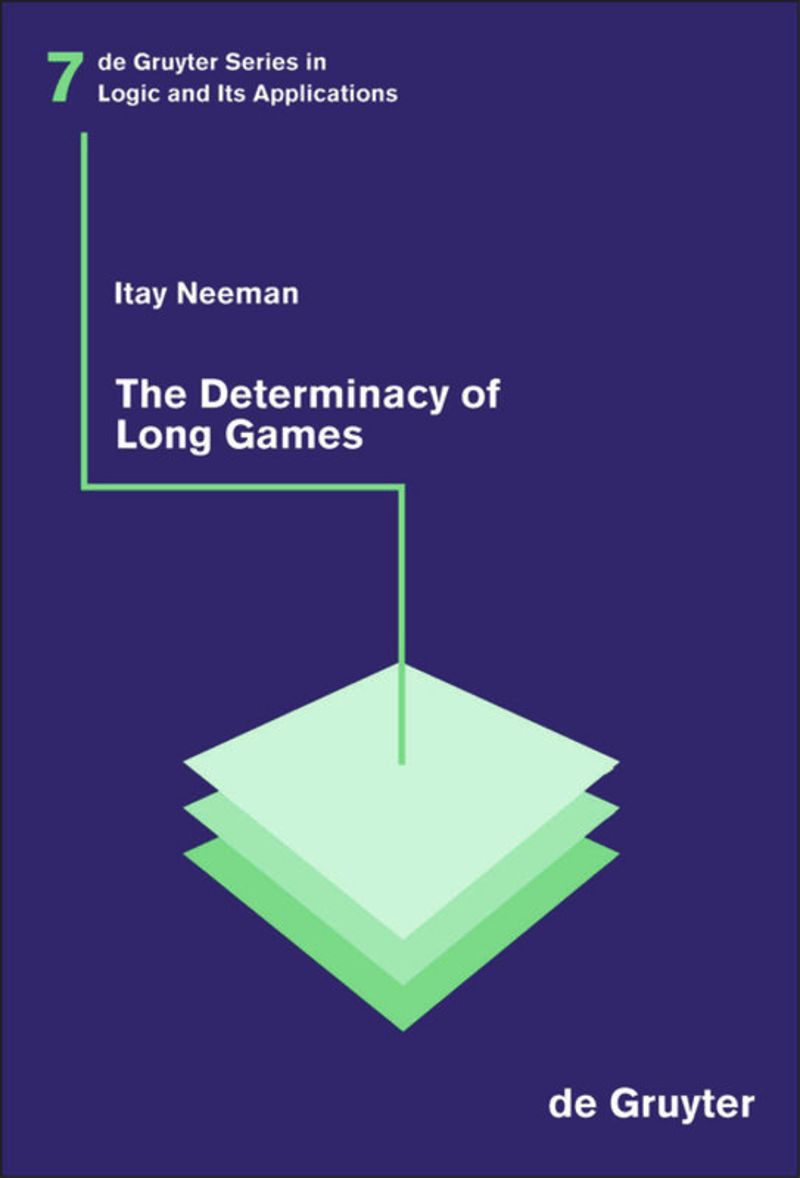 7
de Gruyter Series in
Logic and Its Applications
Itay Neeman
The Determinacy of
Long Games
de Gruyter